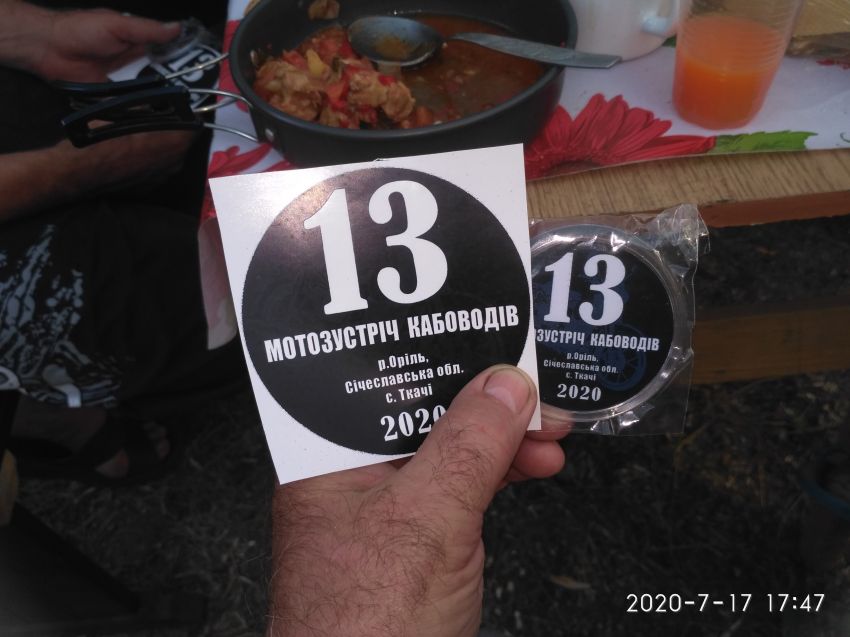 13
МОТОЗУСТРІЧ КАБОВОДІВ
р.Оріль,
Січеславська обл.
с. Ткачі
2020
13
КАБОВОДІВ
р.Оріль,
Січеславська обл.
с. Ткачі
2020
2020-7-17 17:47